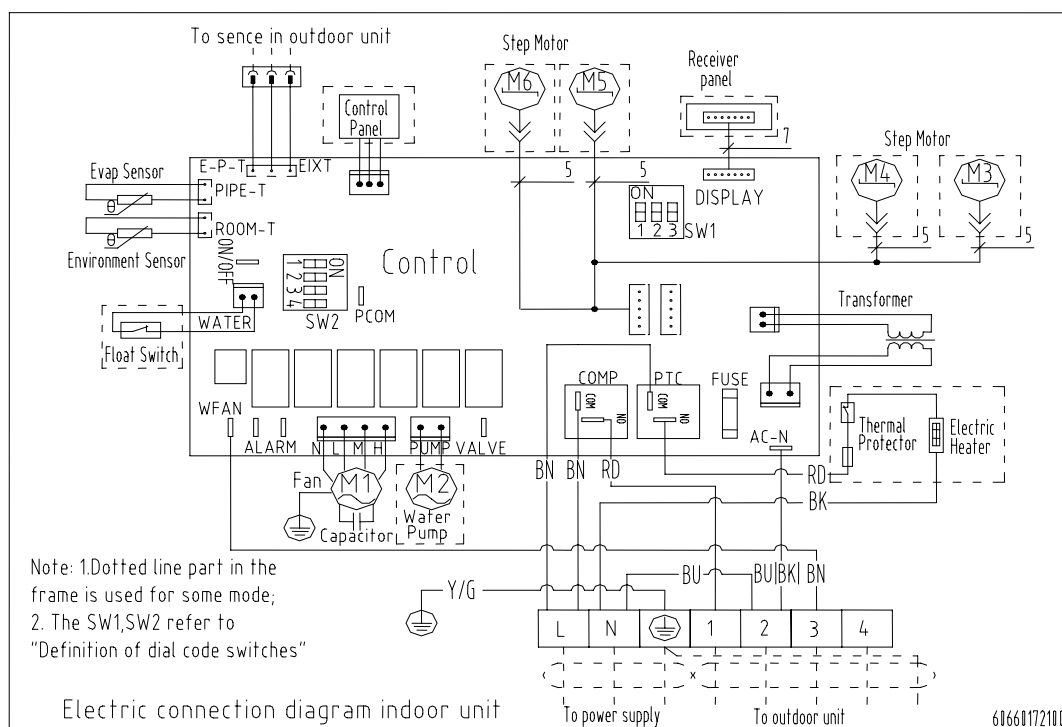 To sence in outdoor unit
Step Motor
M6
M5
Receiver
panel
Control
Panel
7
Step Motor
M4
M3
E-P-T
EIXT
5
5
Evap Sensor
θ
PIPE-T
DISPLAY
ON
1 2 3
SW1
ROOM-T
θ
Environment Sensor
5
5
ON/OFF
Control
ON
1
2
3
4
SW2
PCOM
WATER
Float Switch
Transformer
COMP
PTC
FUSE
COM
NO
COM
NO
WFAN
ALARM
N L M H
PUMP
VALVE
AC-N
Thermal
Protector
Electric
Heater
BN
BN
RD
RD
BK
Fan
M1
M2
Capacitor
Water
Pump
Note: 1.Dotted line part in the
frame is used for some mode;
2. The SW1,SW2 refer to
"Definition of dial code switches"
Y/G
BU
BU
BK
BN
L
N
1
2
3
4
x
x
Electric connection diagram indoor unit
To power supply
To outdoor unit